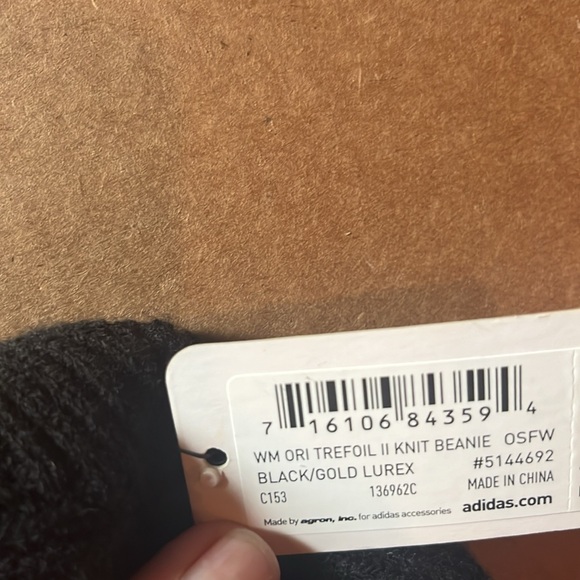 7 16106 84359 4
WM ORI TREFOIL II KNIT BEANIE OSFW
BLACK/GOLD LUREX #5144692
C153 136962C MADE IN CHINA
Made by agron, inc. for adidas accessories adidas.com